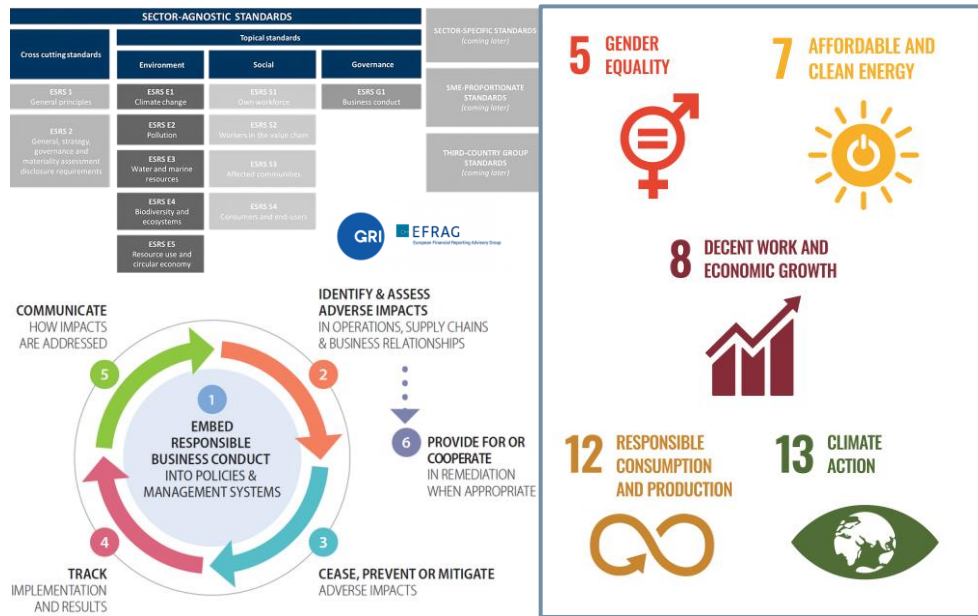 SECTOR-AGNOSTIC STANDARDS
Cross cutting standards
Topical standards
Environment
Social
Governance
ESRS 1
General principles
ESRS 2
General, strategy,
governance and
materiality assessment
disclosure requirements
ESRS E1
Climate change
ESRS E2
Pollution
ESRS E3
Water and marine
resources
ESRS E4
Biodiversity and
ecosystems
ESRS E5
Resource use and
circular economy
ESRS S1
Own workforce
ESRS S2
Workers in the value chain
ESRS S3
Affected communities
ESRS S4
Consumers and end-users
ESRS G1
Business conduct
SECTOR-SPECIFIC STANDARDS
(coming later)
SME-PROPORTIONATE
STANDARDS
(coming later)
THIRD-COUNTRY GROUP
STANDARDS
(coming later)
GRI
EFRAG
European Financial Reporting Advisory Group
COMMUNICATE
HOW IMPACTS
ARE ADDRESSED
IDENTIFY & ASSESS
ADVERSE IMPACTS
IN OPERATIONS, SUPPLY CHAINS
& BUSINESS RELATIONSHIPS
5
2
1
EMBED
RESPONSIBLE
BUSINESS CONDUCT
INTO POLICIES &
MANAGEMENT SYSTEMS
6
PROVIDE FOR OR
COOPERATE
IN REMEDIATION
WHEN APPROPRIATE
4
3
TRACK
IMPLEMENTATION
AND RESULTS
CEASE, PREVENT OR MITIGATE
ADVERSE IMPACTS
5 GENDER
EQUALITY
7 AFFORDABLE AND
CLEAN ENERGY
8 DECENT WORK AND
ECONOMIC GROWTH
12 RESPONSIBLE
CONSUMPTION
AND PRODUCTION
13 CLIMATE
ACTION